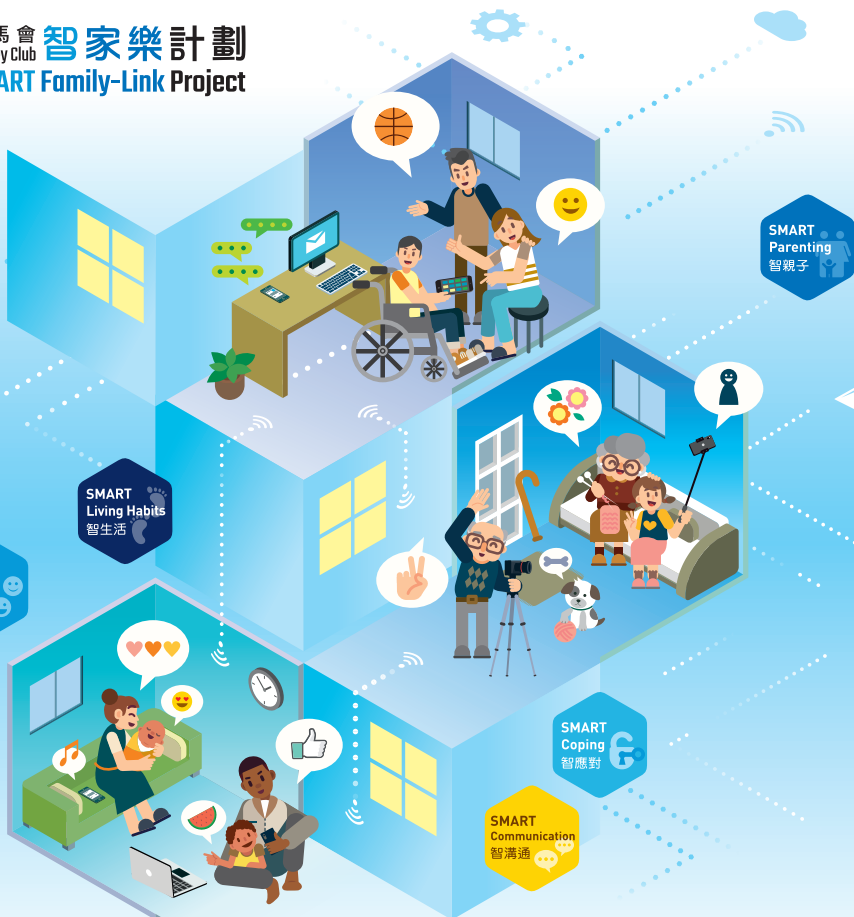 馬會 智家樂計劃
y Club
ART Family-Link Project
SMART
Parenting
智親子
SMART
Living Habits
智生活
SMART
Coping
智應對
SMART
Communication
智溝通